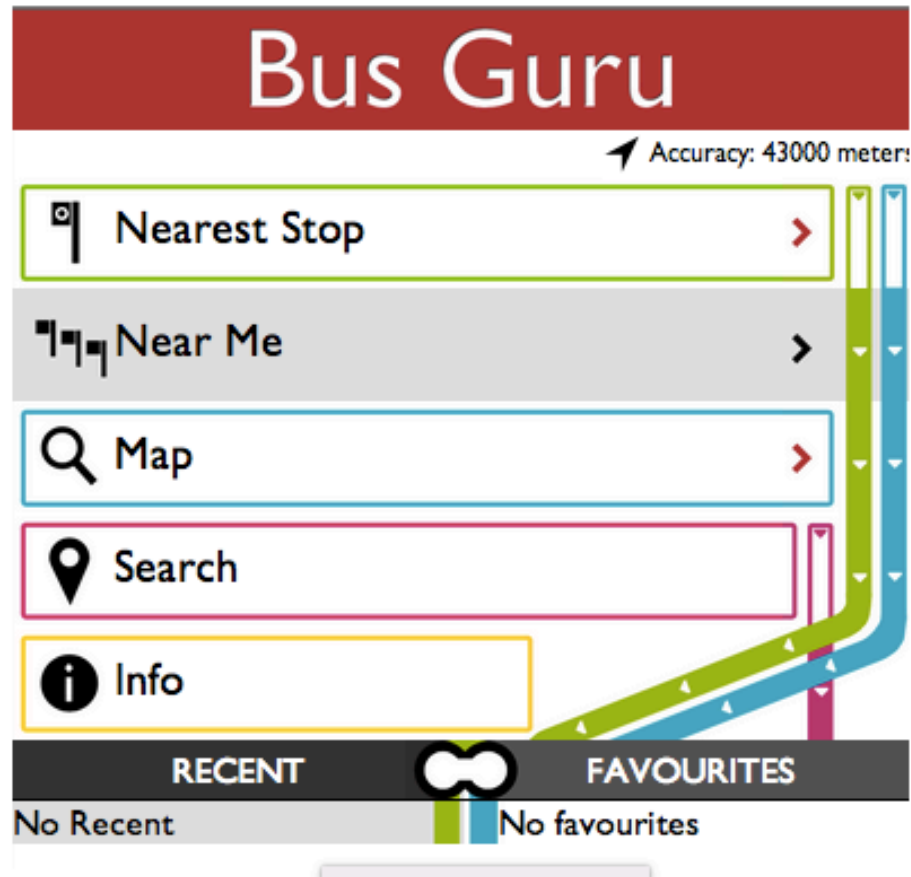 Bus Guru
Accuracy: 43000 meters
Nearest Stop
Near Me
Map
Search
Info
RECENT
FAVOURITES
No Recent
No favourites